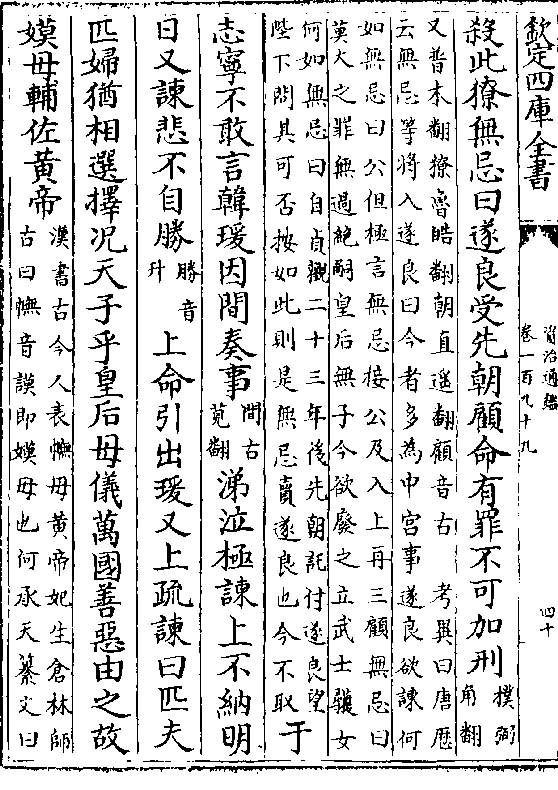 欽定四庫全書
資治通鑑
卷一百九十九
四十
殺此獠無忌曰遂良受先朝顧命有罪不可加刑
撲弼
角翻
又普木翻獠魯皓翻朝直遥翻顧音古 考異曰唐厯
云無忌等將入遂良曰今者多為中宫事遂良欲諫何
如無忌曰公但極言無忌接公及入上再三顧無忌曰
莫大之罪無過絶嗣皇后無子今欲廢之立武士彠女
何如無忌曰自貞觀二十三年後先朝託付遂良望
陛下問其可否按如此則是無忌賣遂良也今不取
于
志寧不敢言韓瑗因間奏事
間古
莧翻
涕泣極諫上不納明
日又諫悲不自勝
勝音
升
上命引出瑗又上疏諫曰匹夫
匹婦猶相選擇况天子乎皇后母儀萬國善惡由之故
嫫母輔佐黄帝
漢書古今人表㒇母黄帝妃生倉林師
古曰㒇音謨即嫫母也何承天纂文曰